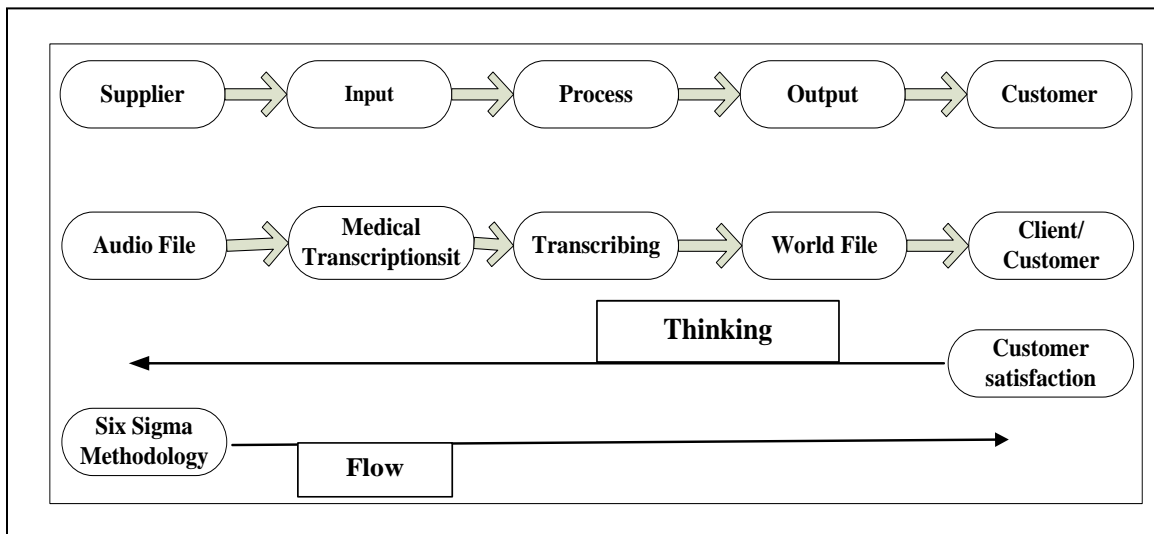 Supplier
Input
Process
Output
Customer
Audio File
Medical
Transcriptionsit
Transcribing
World File
Client/
Customer
Thinking
Customer
satisfaction
Six Sigma
Methodology
Flow